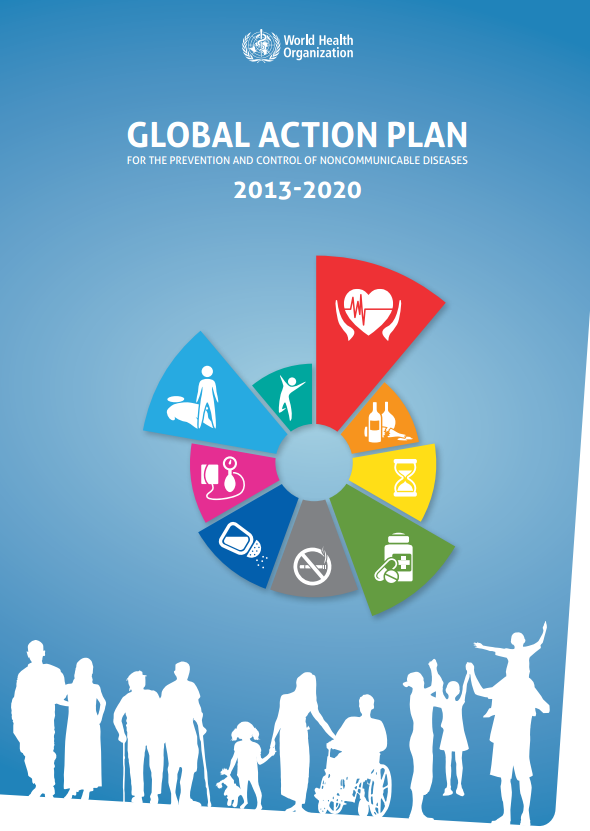 World Health
Organization
GLOBAL ACTION PLAN
FOR THE PREVENTION AND CONTROL OF NONCOMMUNICABLE DISEASES
2013-2020